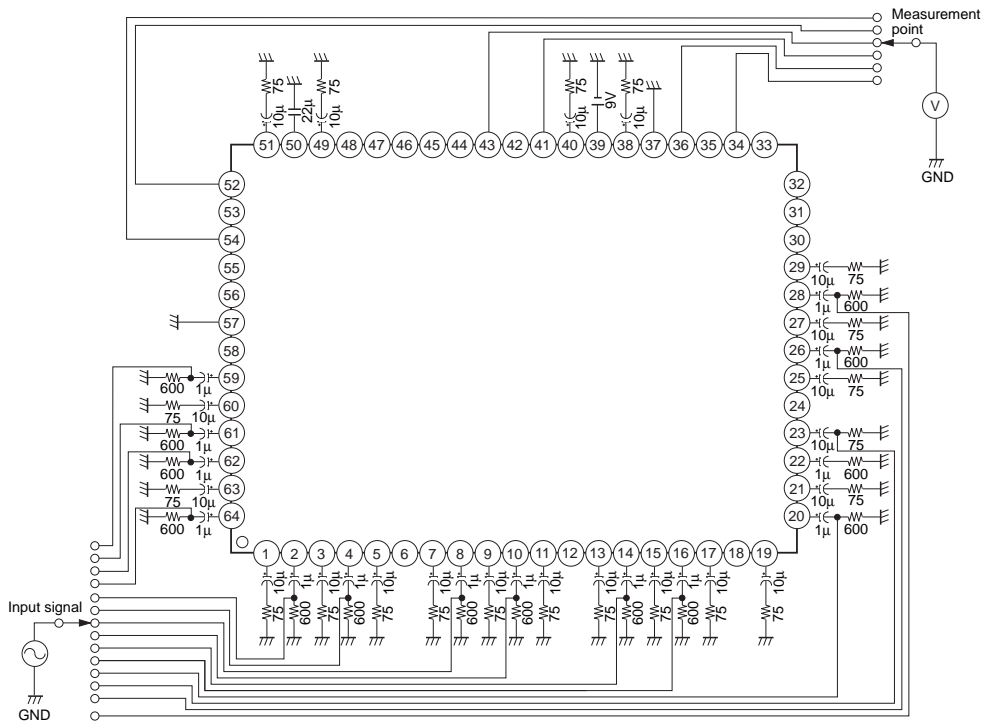 Measurement
point
V
GND
75 10μ
22μ
75 10μ
75 10μ
9V
75 10μ
51 50 49 48 47 46 45 44 43 42 41 40 39 38 37 36 35 34 33
52
53
54
55
56
57
58
59
60
61
62
63
64
600 1μ
75 10μ
600 1μ
600 1μ
75 10μ
600 1μ
32
31
30
29
28
27
26
25
24
23
22
21
20
10μ 75
1μ 600
10μ 75
1μ 600
10μ 75
10μ 75
1μ 600
10μ 75
1μ 600
1 2 3 4 5 6 7 8 9 10 11 12 13 14 15 16 17 18 19
10μ 1μ 10μ 1μ 10μ 10μ 1μ 10μ 1μ 10μ 10μ 1μ 10μ 1μ 10μ 10μ
75 600 75 600 75 75 600 75 600 75 75 600 75 600 75 75
Input signal
GND